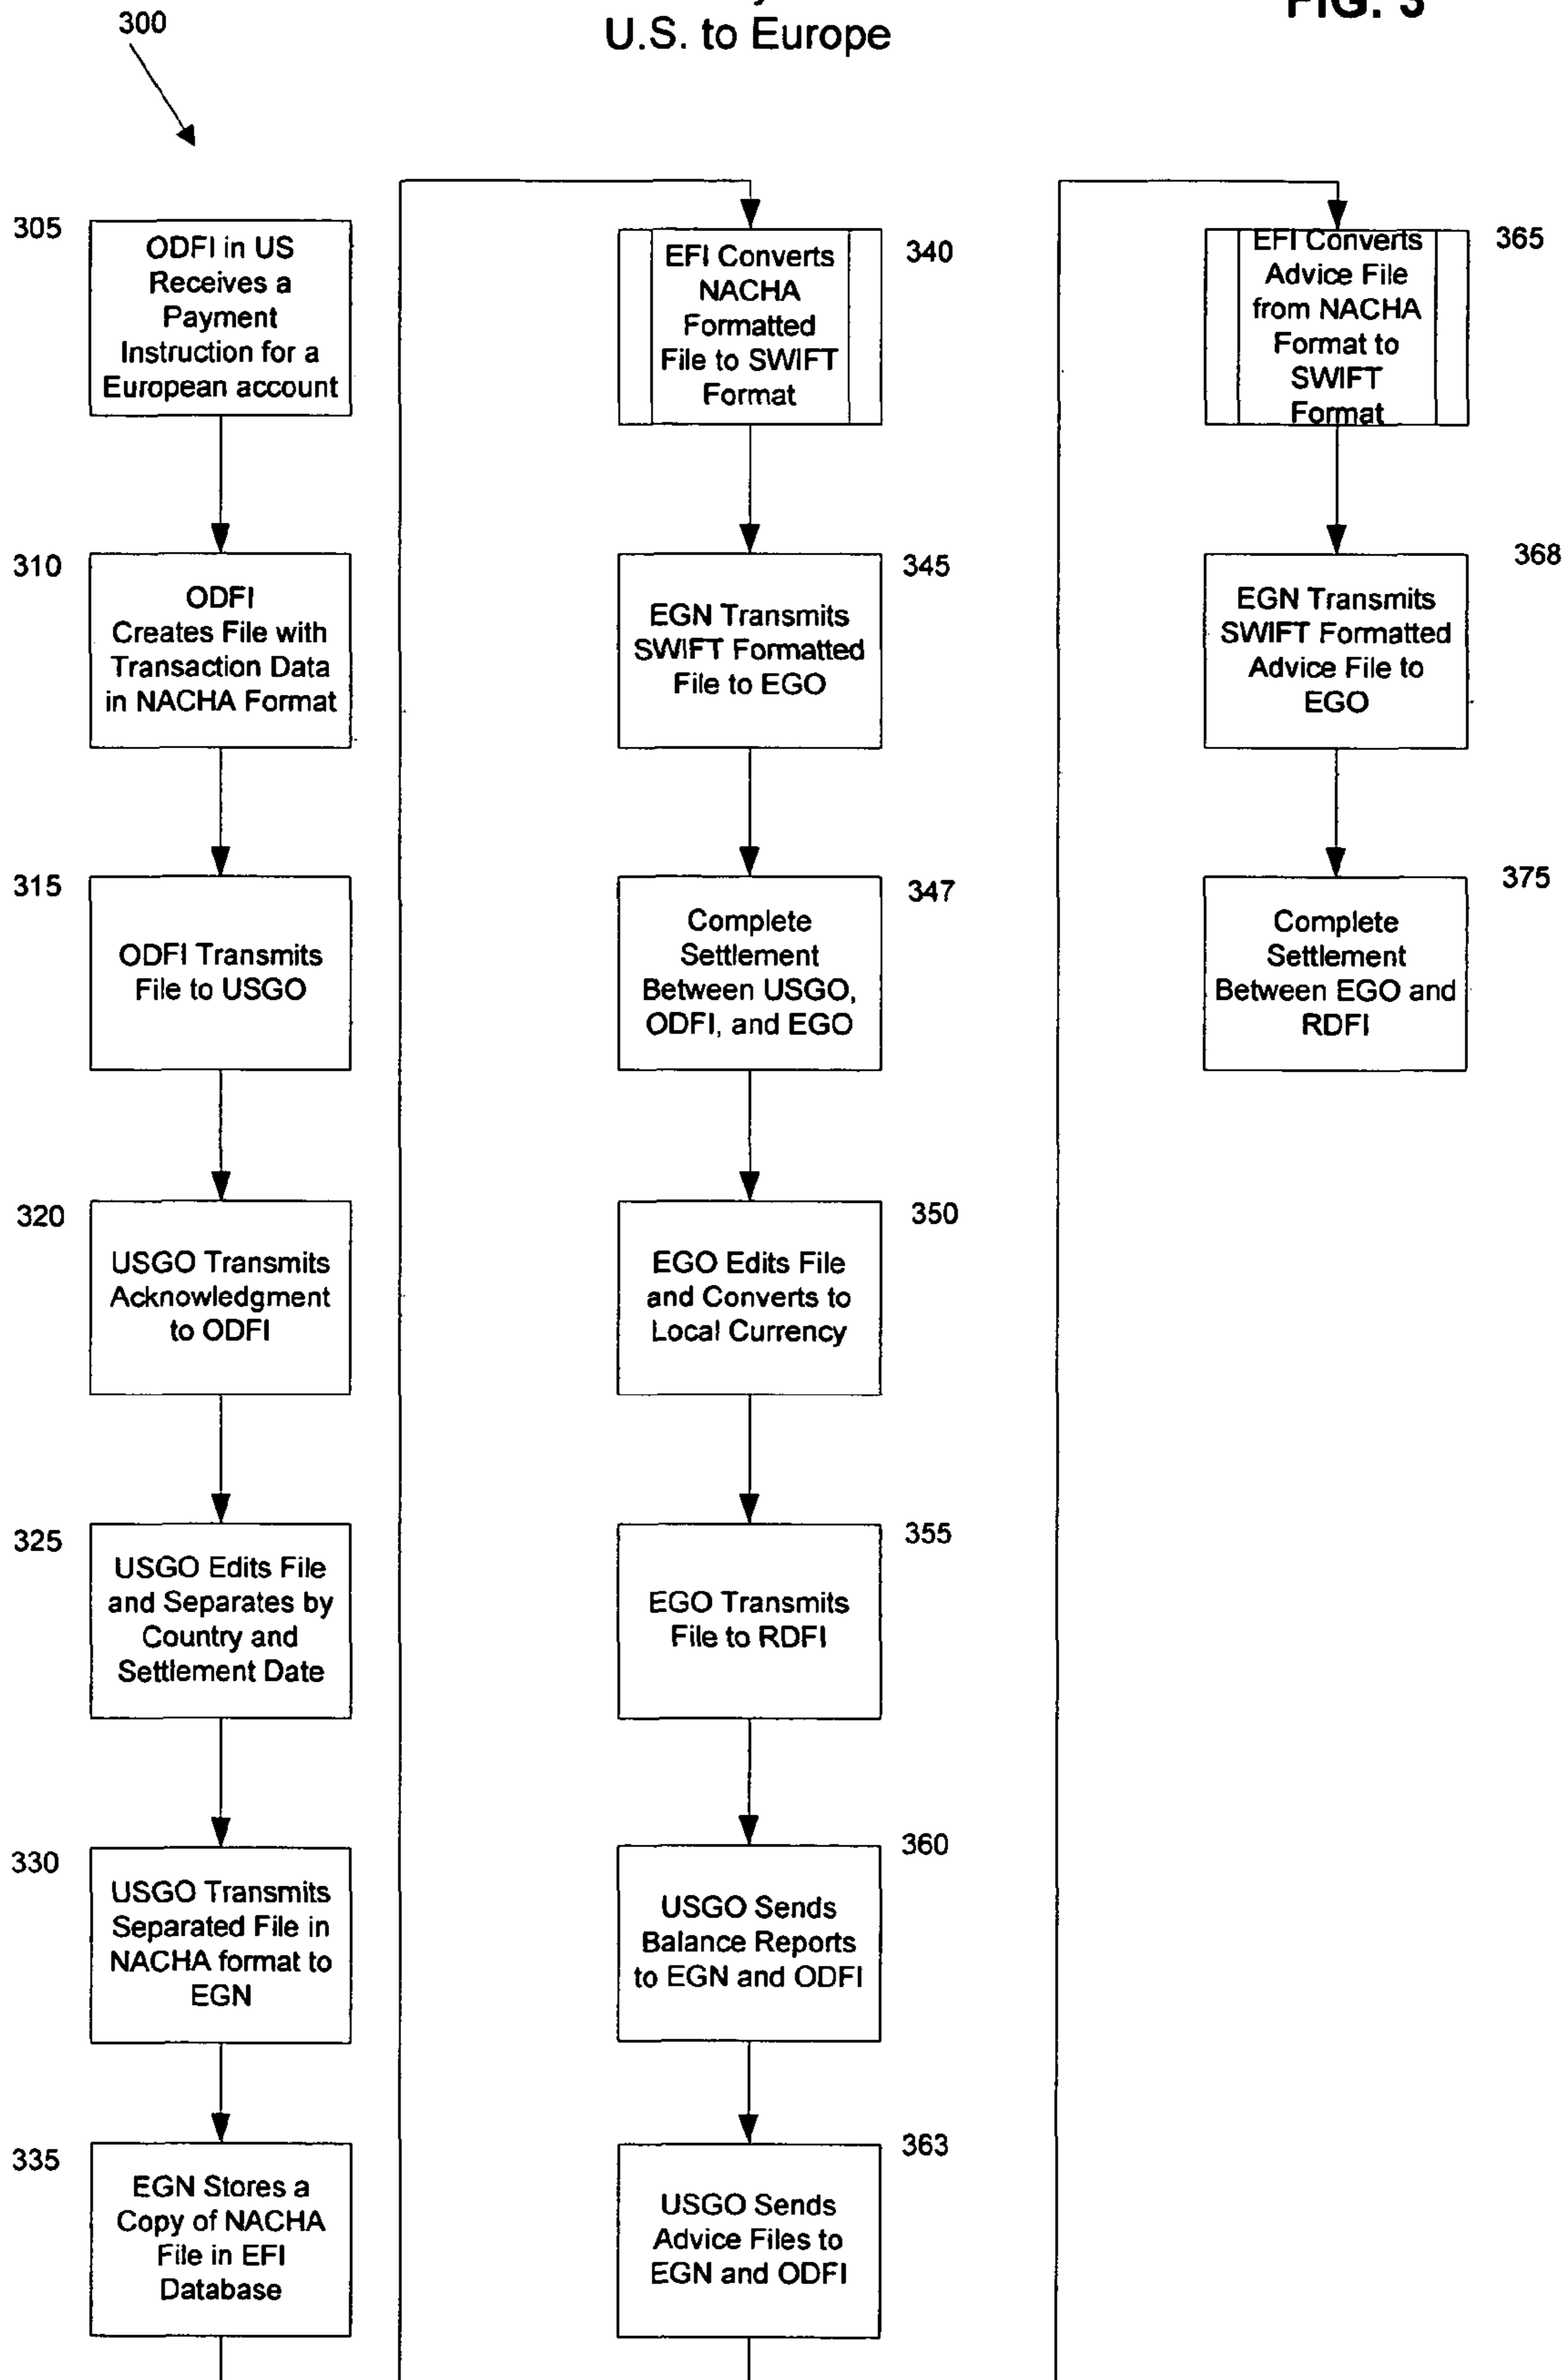 FIG. 3
U.S. to Europe
300
305
ODFI in US
Receives a
Payment
Instruction for a
European account
310
ODFI
Creates File with
Transaction Data
in NACHA Format
315
ODFI Transmits
File to USGO
320
USGO Transmits
Acknowledgment
to ODFI
325
USGO Edits File
and Separates by
Country and
Settlement Date
330
USGO Transmits
Separated File in
NACHA format to
EGN
335
EGN Stores a
Copy of NACHA
File in EFI
Database
340
EFI Converts
NACHA
Formatted
File to SWIFT
Format
345
EGN Transmits
SWIFT Formatted
File to EGO
347
Complete
Settlement
Between USGO,
ODFI, and EGO
350
EGO Edits File
and Converts to
Local Currency
355
EGO Transmits
File to RDFI
360
USGO Sends
Balance Reports
to EGN and ODFI
363
USGO Sends
Advice Files to
EGN and ODFI
365
EFI Converts
Advice File
from NACHA
Format to
SWIFT
Format
368
EGN Transmits
SWIFT Formatted
Advice File to
EGO
375
Complete
Settlement
Between EGO and
RDFI